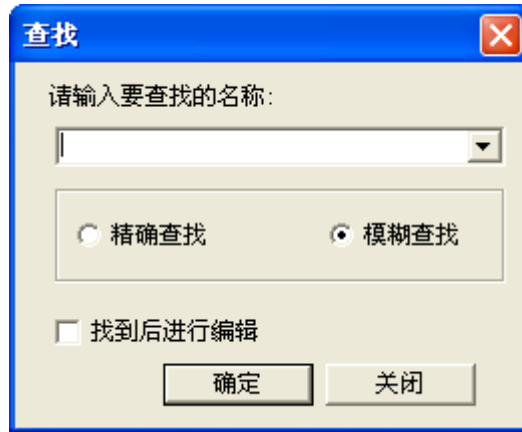 查找
请输入要查找的名称:
精确查找 模糊查找
找到后进行编辑
确定 关闭